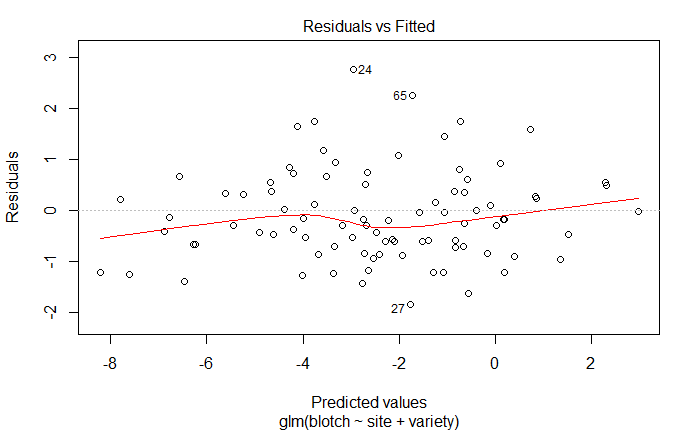 Residuals vs Fitted
Residuals
3
2
1
0
-1
-2
24
65
27
-8 -6 -4 -2 0 2
Predicted values
glm(blotch ~ site + variety)